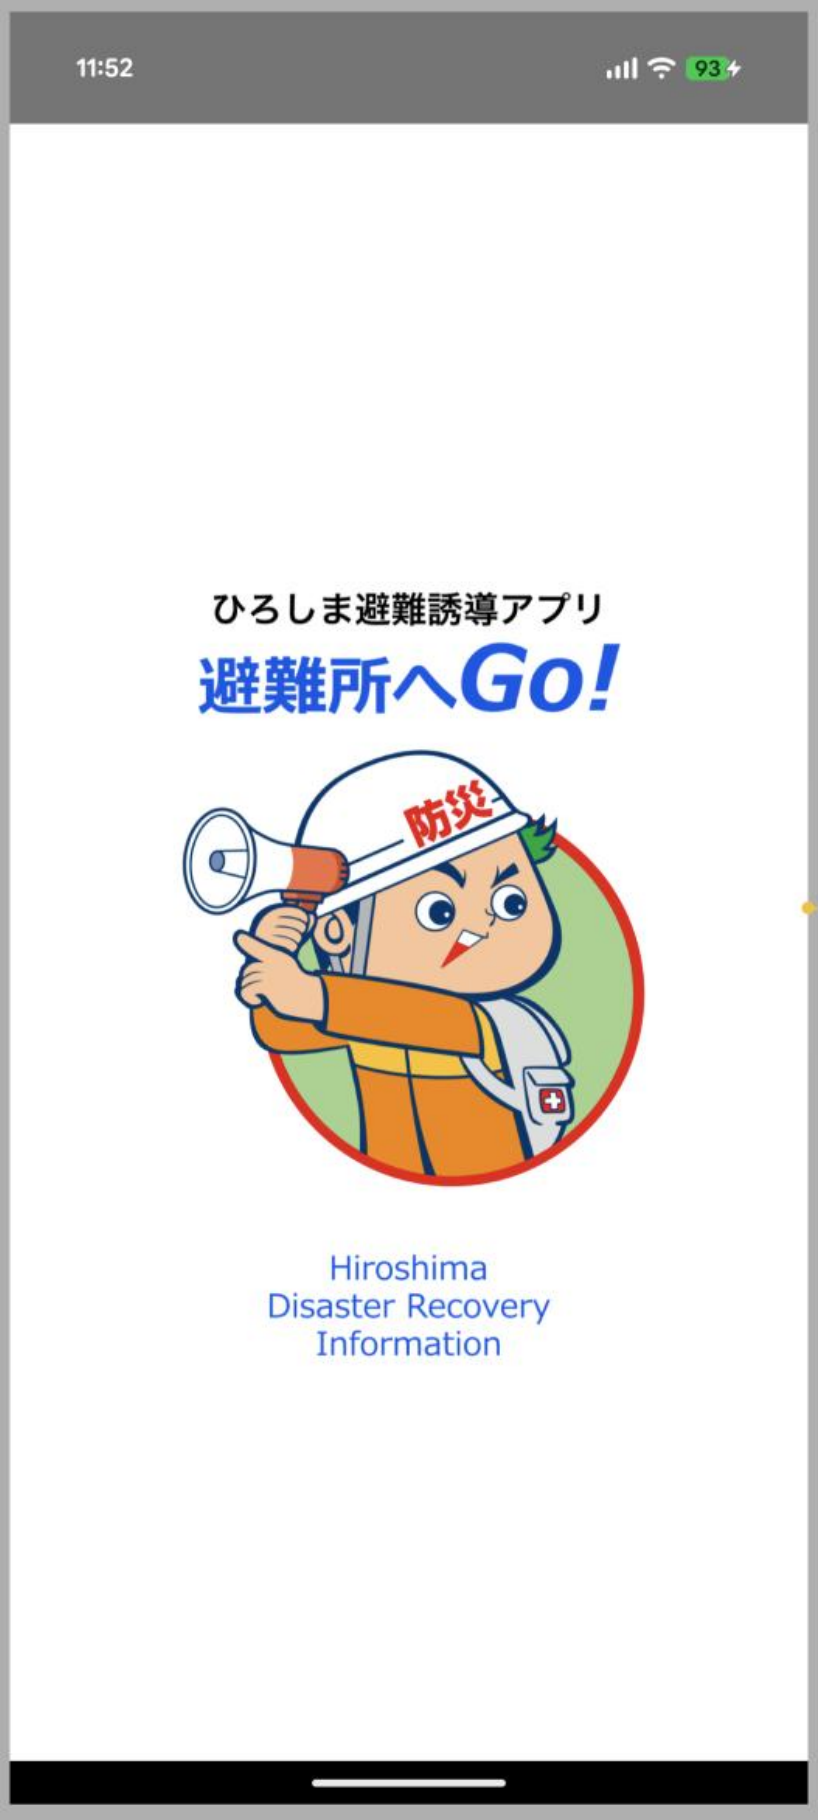 11:52
93
ひろしま避難誘導アプリ
避難所へGo!
防災
Hiroshima
Disaster Recovery
Information